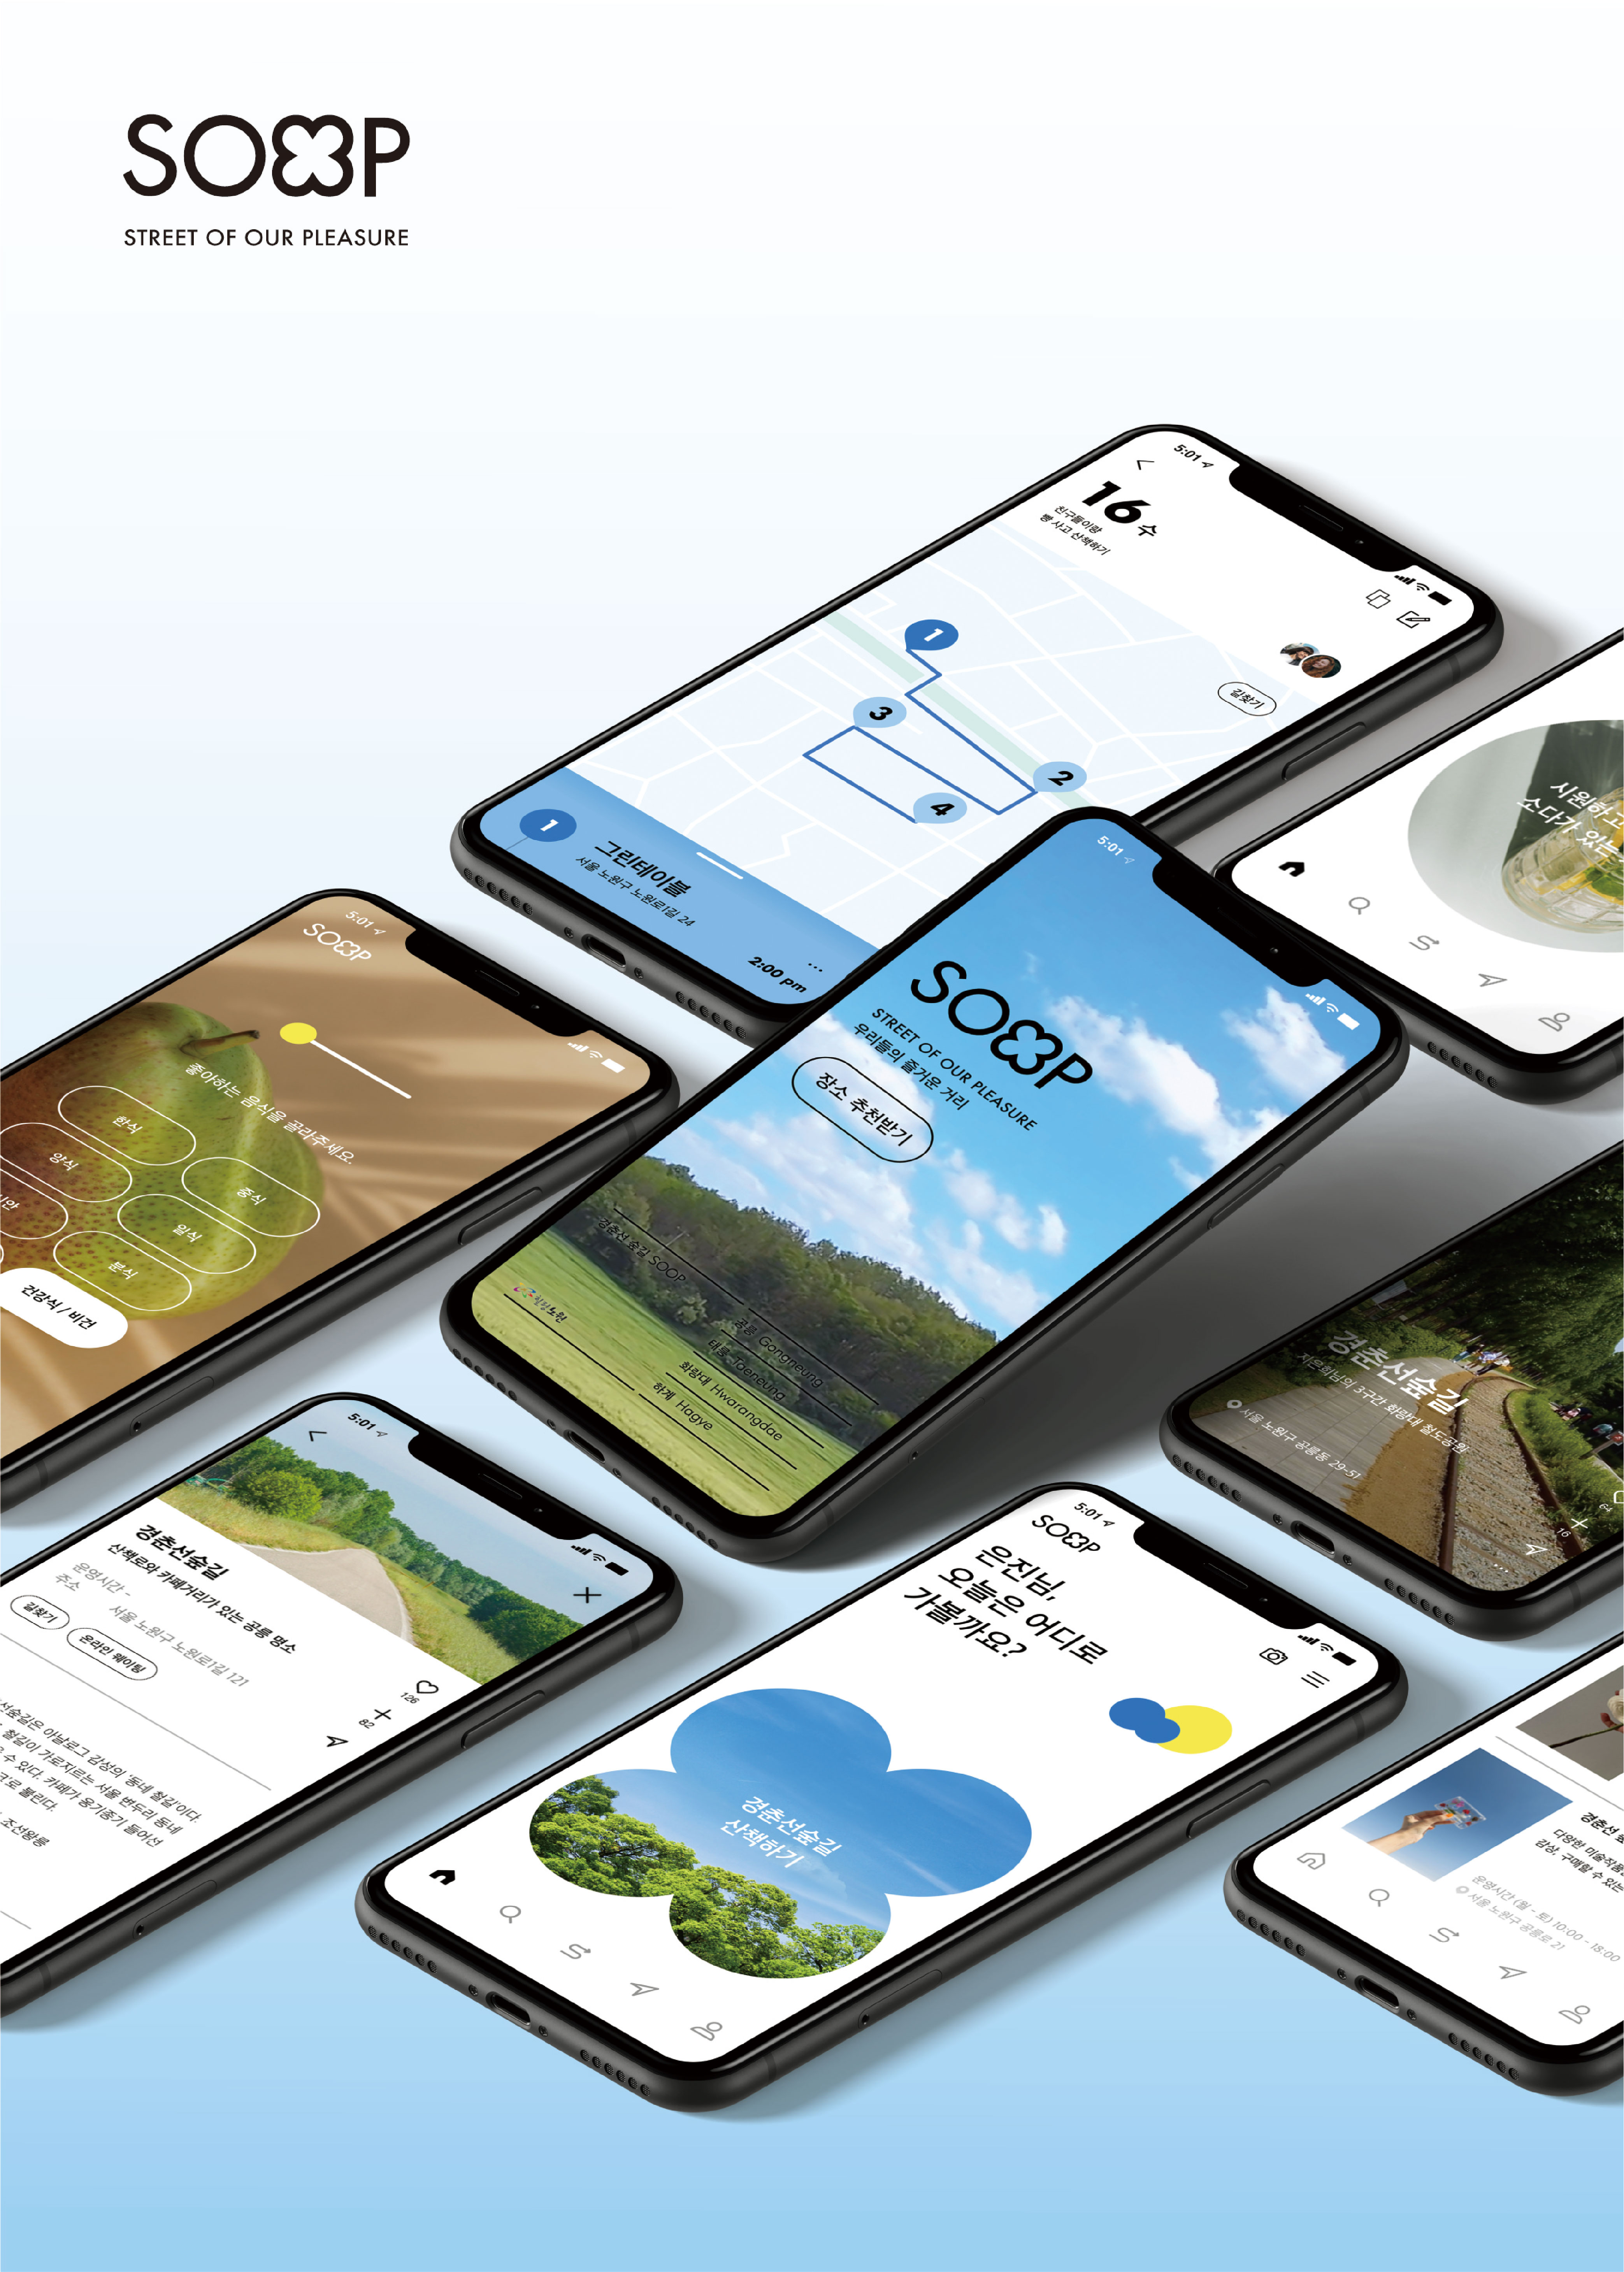 SOOP
STREET OF OUR PLEASURE
5:01
16 수
친구들이랑
빵 사고 산책하기
길찾기
1
3
2
4
1
그린테이블
서울 노원구 노원로1길 24
2:00 pm
시원하고
소다가 있는
5:01
SOOP
좋아하는 음식을 골라주세요.
한식
중식
양식
일식
분식
건강식 / 비건
5:01
SOOP
STREET OF OUR PLEASURE
우리들의 즐거운 거리
장소 추천받기
경춘선숲길 SOOP
공릉 Gongneung
태릉 Taeneung
화랑대 Hwarangdae
하계 Hagye
경춘선숲길
지은희님의 3구간 화랑대 철도공원
서울 노원구 공릉동 29-51
64
16
5:01
경춘선숲길
산책로와 카페거리가 있는 공릉 명소
운영시간 -
주소 서울 노원구 노원로1길 121
길찾기
온라인 웨이팅
126
82
선숲길은 아날로그 감성의 '동네 철길'이다.
철길이 가로지르는 서울 변두리 동네
수 있다. 카페가 옹기종기 들어선
로 불린다.
조선왕릉
5:01
SOOP
은진님,
오늘은 어디로
가볼까요?
경춘선숲길
산책하기
경춘선
다양한 미술작품
감상, 구매할 수 있는
운영시간 (월 - 토) 10:00 - 18:00
서울 노원구 공릉로 21